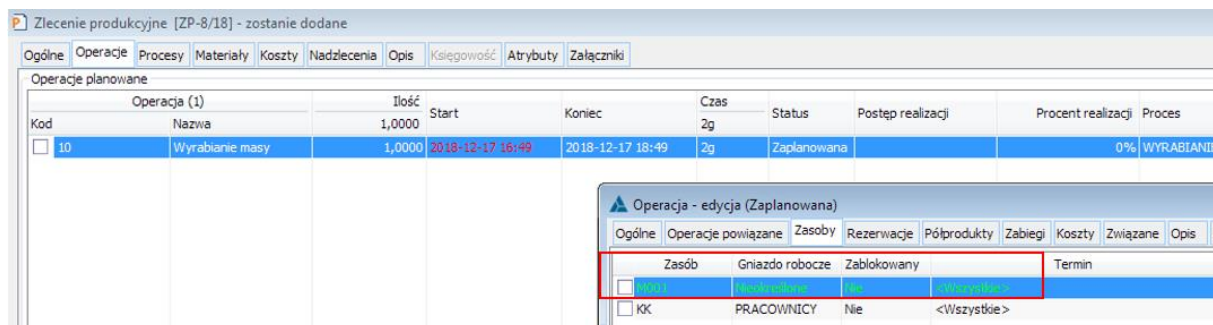 Zlecenie produkcyjne [ZP-8/18] - zostanie dodane
Ogólne Operacje Procesy Materiały Koszty Nadzlecenia Opis Księgowość Atrybuty Załączniki
Operacje planowane
Operacja (1) Ilość Start Koniec Czas Status Postęp realizacji Procent realizacji Proces
Kod Nazwa 1,0000 2g
10 Wyrabianie masy 1,0000 2018-12-17 16:49 2018-12-17 18:49 2g Zaplanowana 0% WYRABIANI
Operacja - edycja (Zaplanowana)
Ogólne Operacje powiązane Zasoby Rezerwacje Półprodukty Zabiegi Koszty Związane Opis
Zasób Gniazdo robocze Zablokowany Termin
M001 Nieokreślone Nie <Wszystkie>
KK PRACOWNICY Nie <Wszystkie>